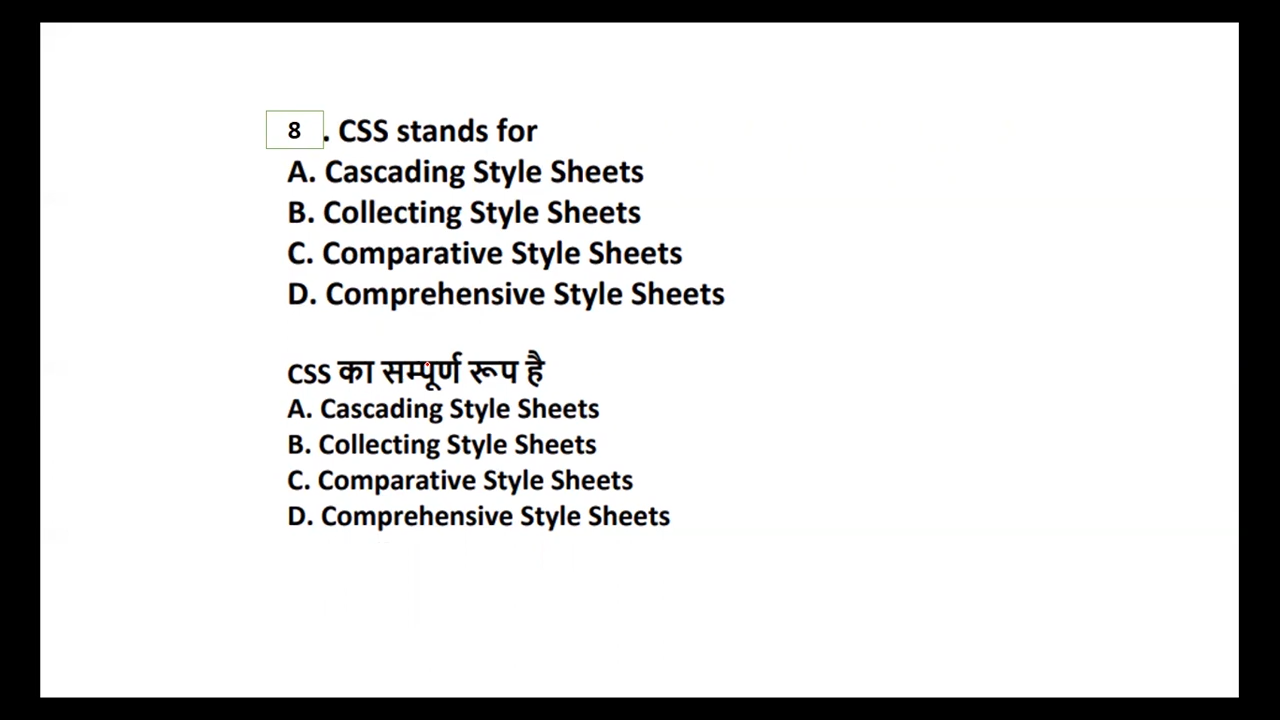 8 . CSS stands for
A. Cascading Style Sheets
B. Collecting Style Sheets
C. Comparative Style Sheets
D. Comprehensive Style Sheets
CSS का सम्पूर्ण रूप है
A. Cascading Style Sheets
B. Collecting Style Sheets
C. Comparative Style Sheets
D. Comprehensive Style Sheets